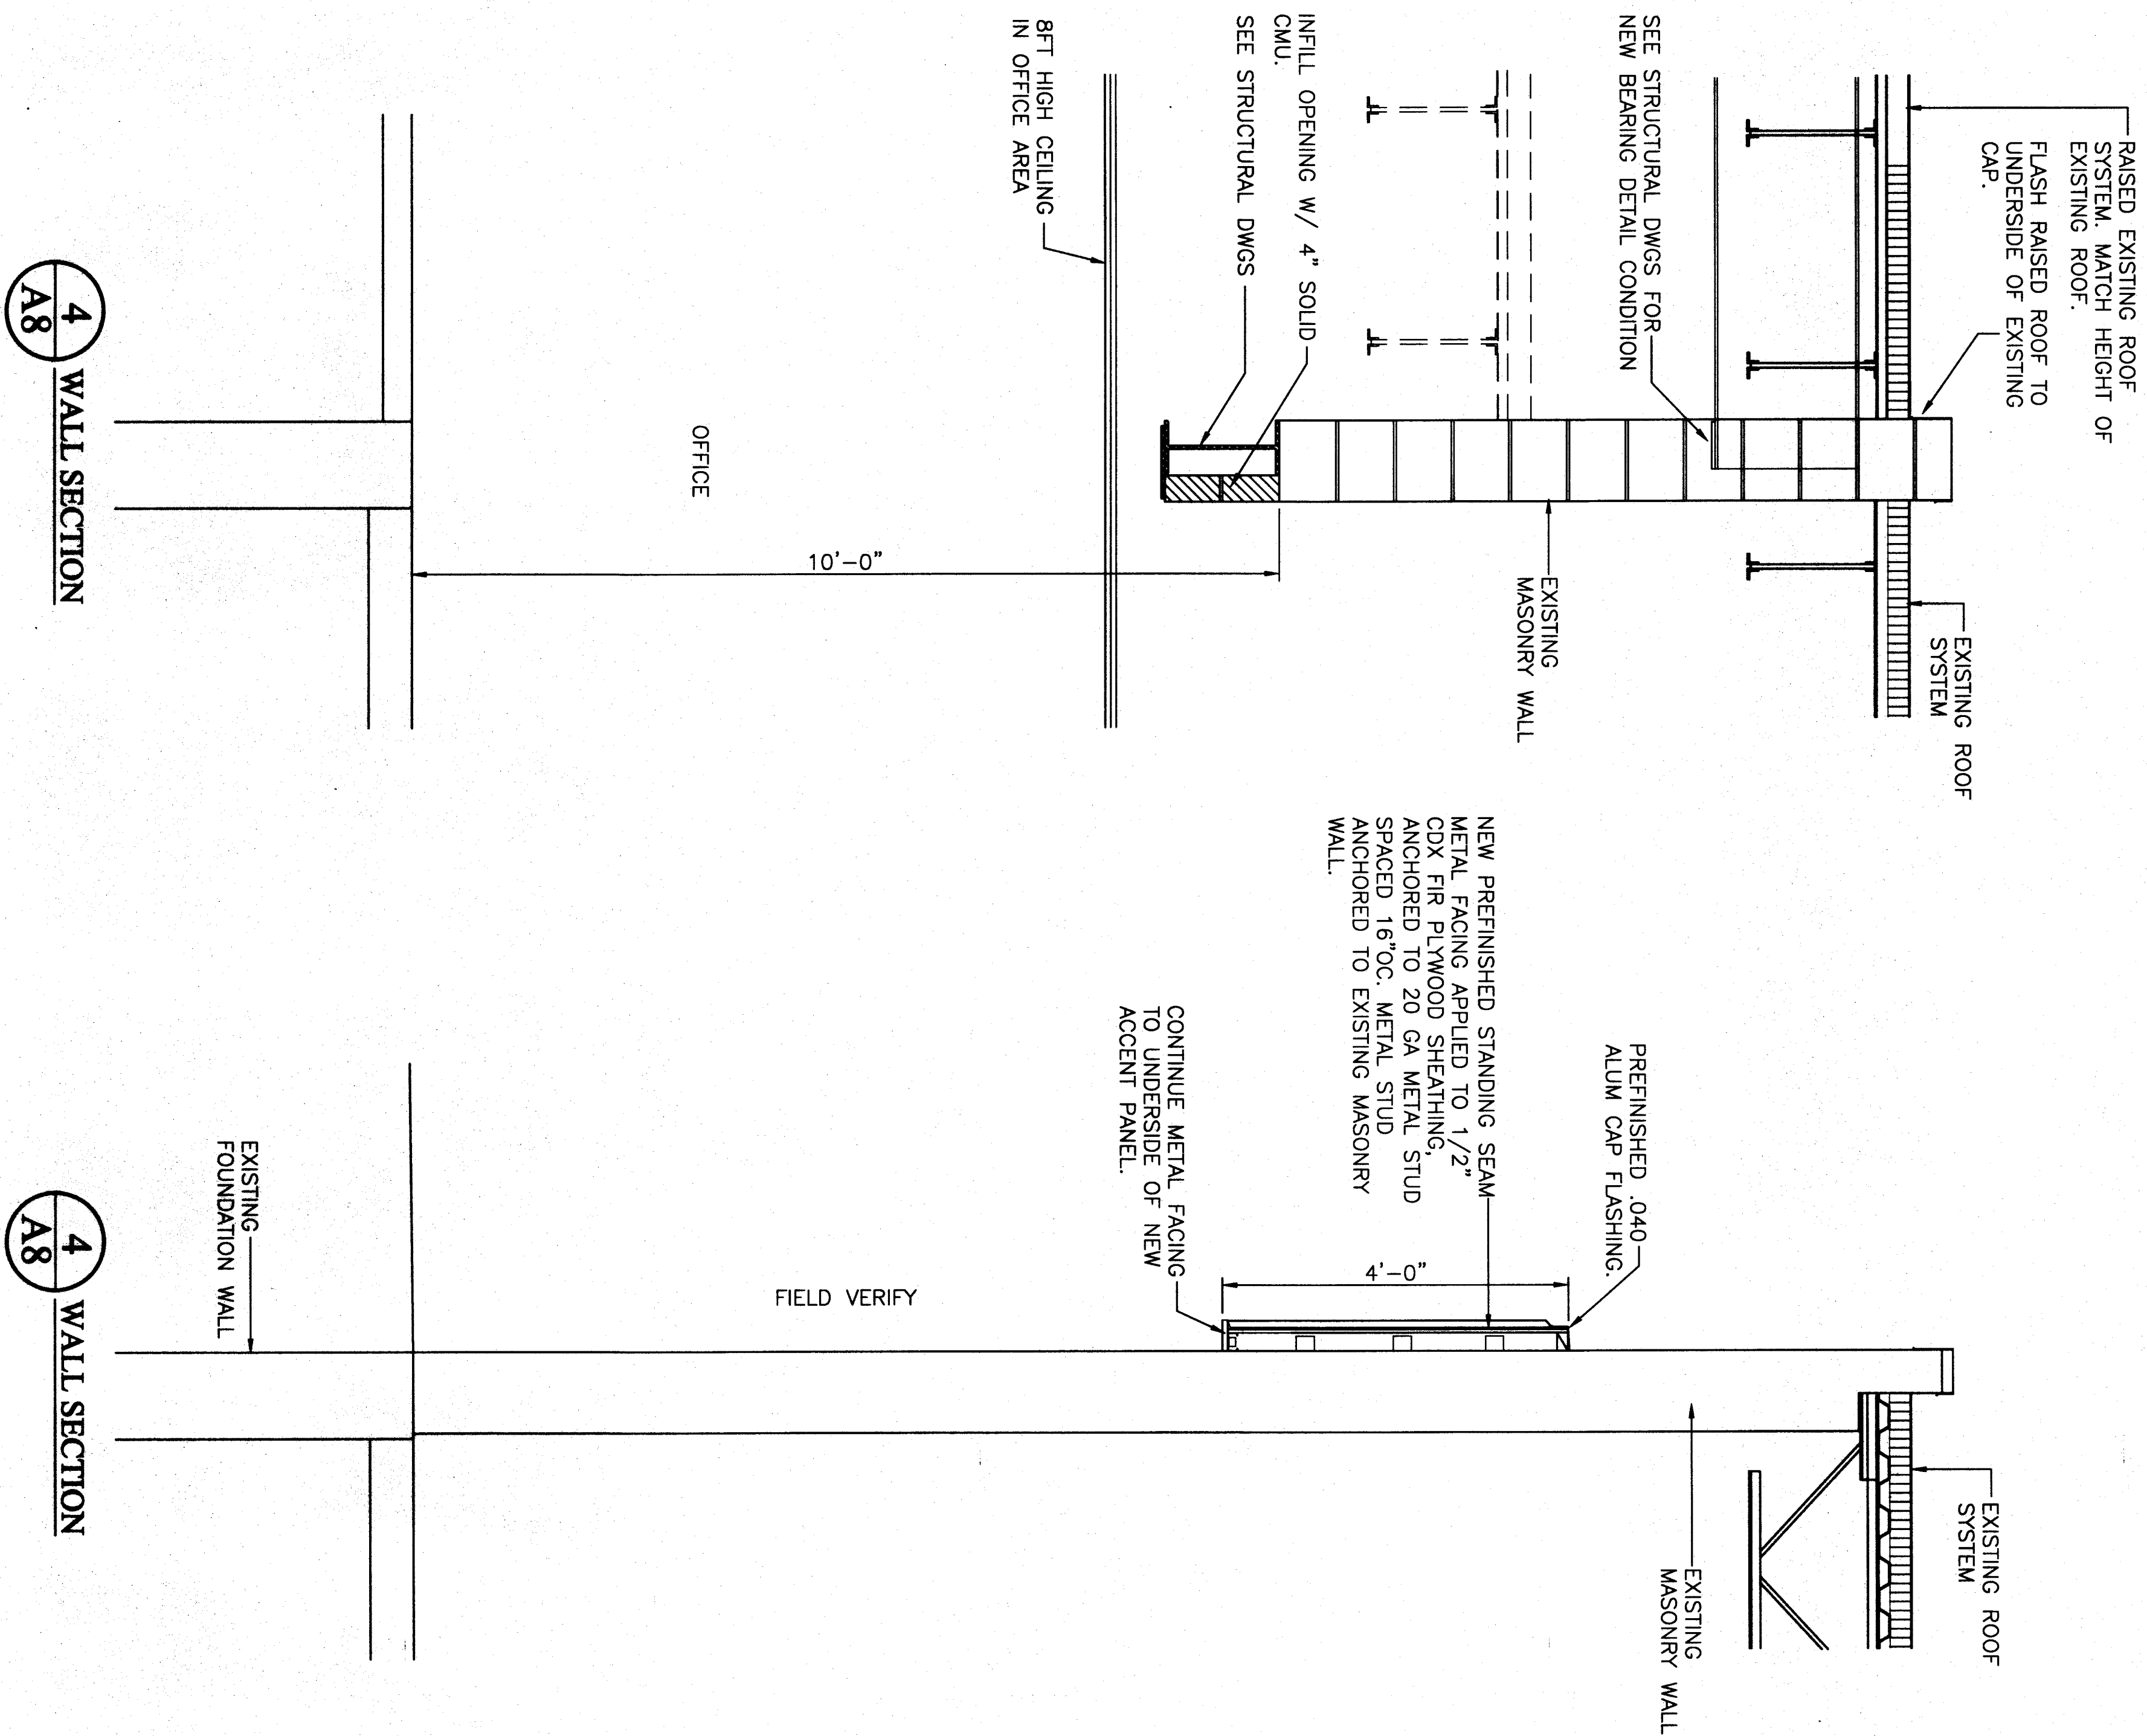 RAISED EXISTING ROOF
SYSTEM. MATCH HEIGHT OF
EXISTING ROOF.
FLASH RAISED ROOF TO
UNDERSIDE OF EXISTING
CAP.
EXISTING ROOF
SYSTEM
SEE STRUCTURAL DWGS FOR
NEW BEARING DETAIL CONDITION
EXISTING
MASONRY WALL
INFILL OPENING W/ 4" SOLID
CMU.
SEE STRUCTURAL DWGS
8FT HIGH CEILING
IN OFFICE AREA
10'-0"
OFFICE
4
A8
WALL SECTION
EXISTING ROOF
SYSTEM
EXISTING
MASONRY WALL
PREFINISHED .040
ALUM CAP FLASHING.
NEW PREFINISHED STANDING SEAM
METAL FACING APPLIED TO 1/2"
CDX FIR PLYWOOD SHEATHING,
ANCHORED TO 20 GA METAL STUD
SPACED 16"OC. METAL STUD
ANCHORED TO EXISTING MASONRY
WALL.
4'-0"
CONTINUE METAL FACING
TO UNDERSIDE OF NEW
ACCENT PANEL.
FIELD VERIFY
EXISTING
FOUNDATION WALL
4
A8
WALL SECTION